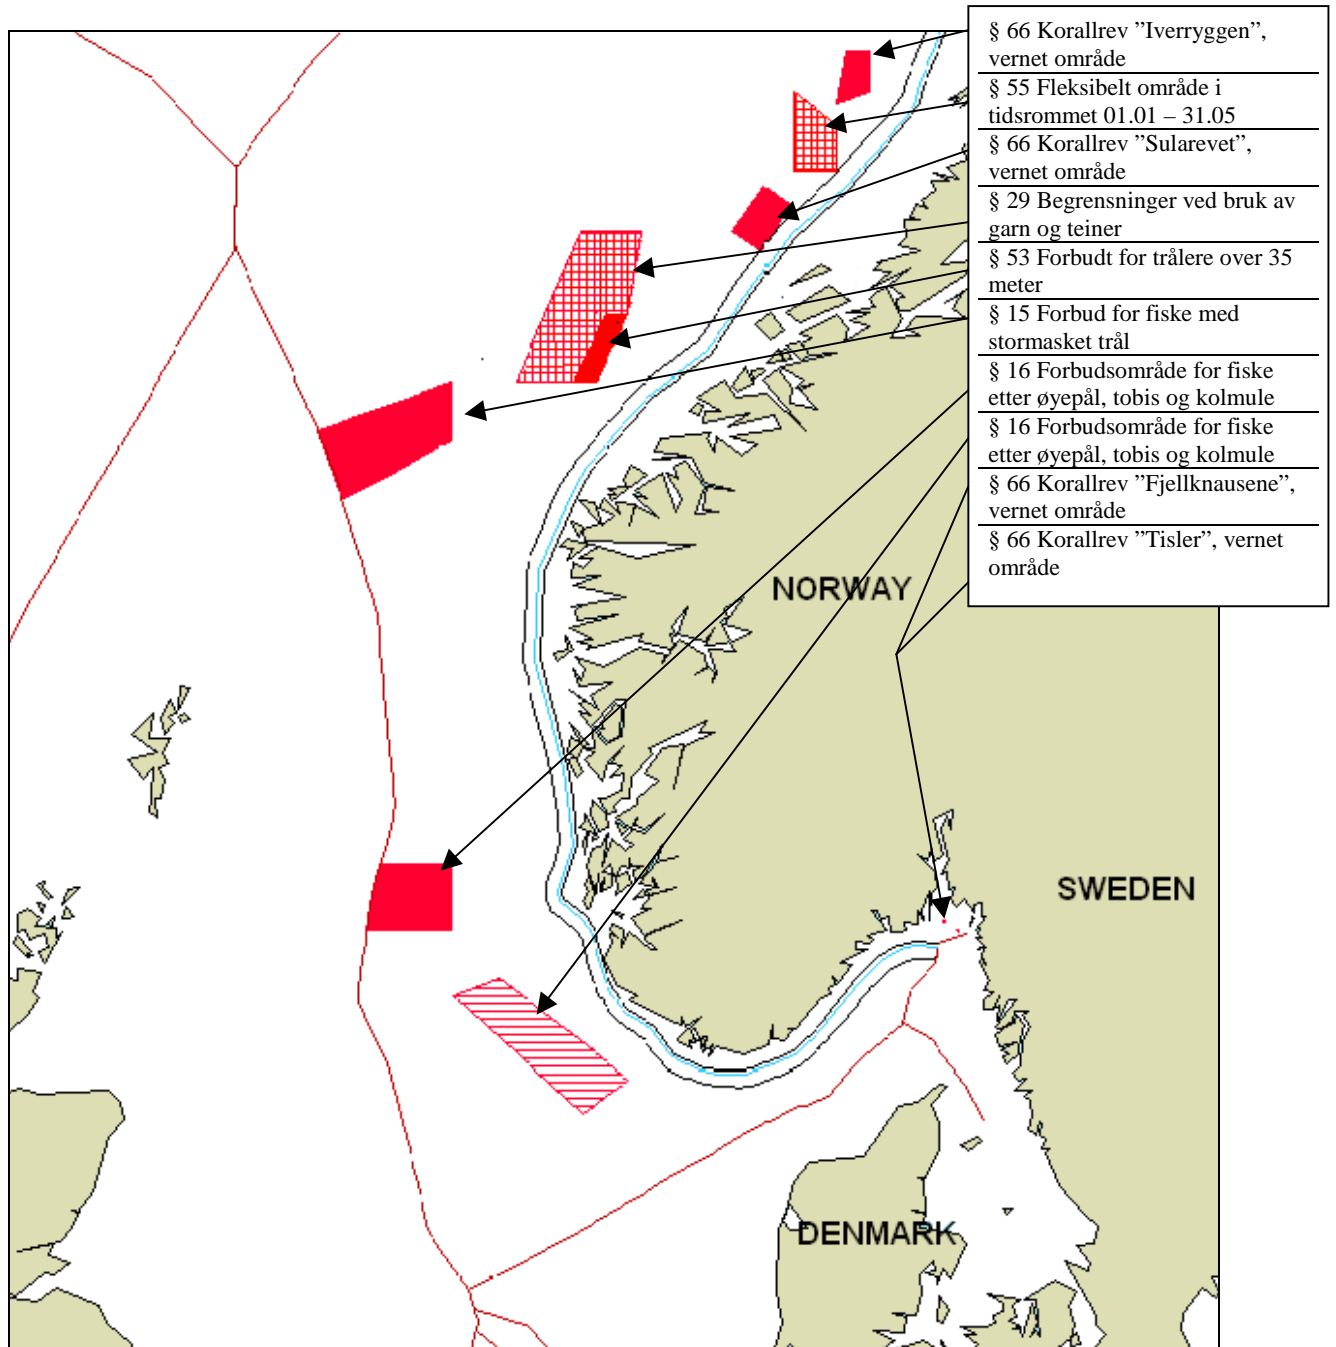 § 66 Korallrev ”Iverryggen”,
vernet område
§ 55 Fleksibelt område i
tidsrommet 01.01 – 31.05
§ 66 Korallrev ”Sularevet”,
vernet område
§ 29 Begrensninger ved bruk av
garn og teiner
§ 53 Forbudt for trålere over 35
meter
§ 15 Forbud for fiske med
stormasket trål
§ 16 Forbudsområde for fiske
etter øyepål, tobis og kolmule
§ 16 Forbudsområde for fiske
etter øyepål, tobis og kolmule
§ 66 Korallrev ”Fjellknausene”,
vernet område
§ 66 Korallrev ”Tisler”, vernet
område
NORWAY
SWEDEN
DENMARK